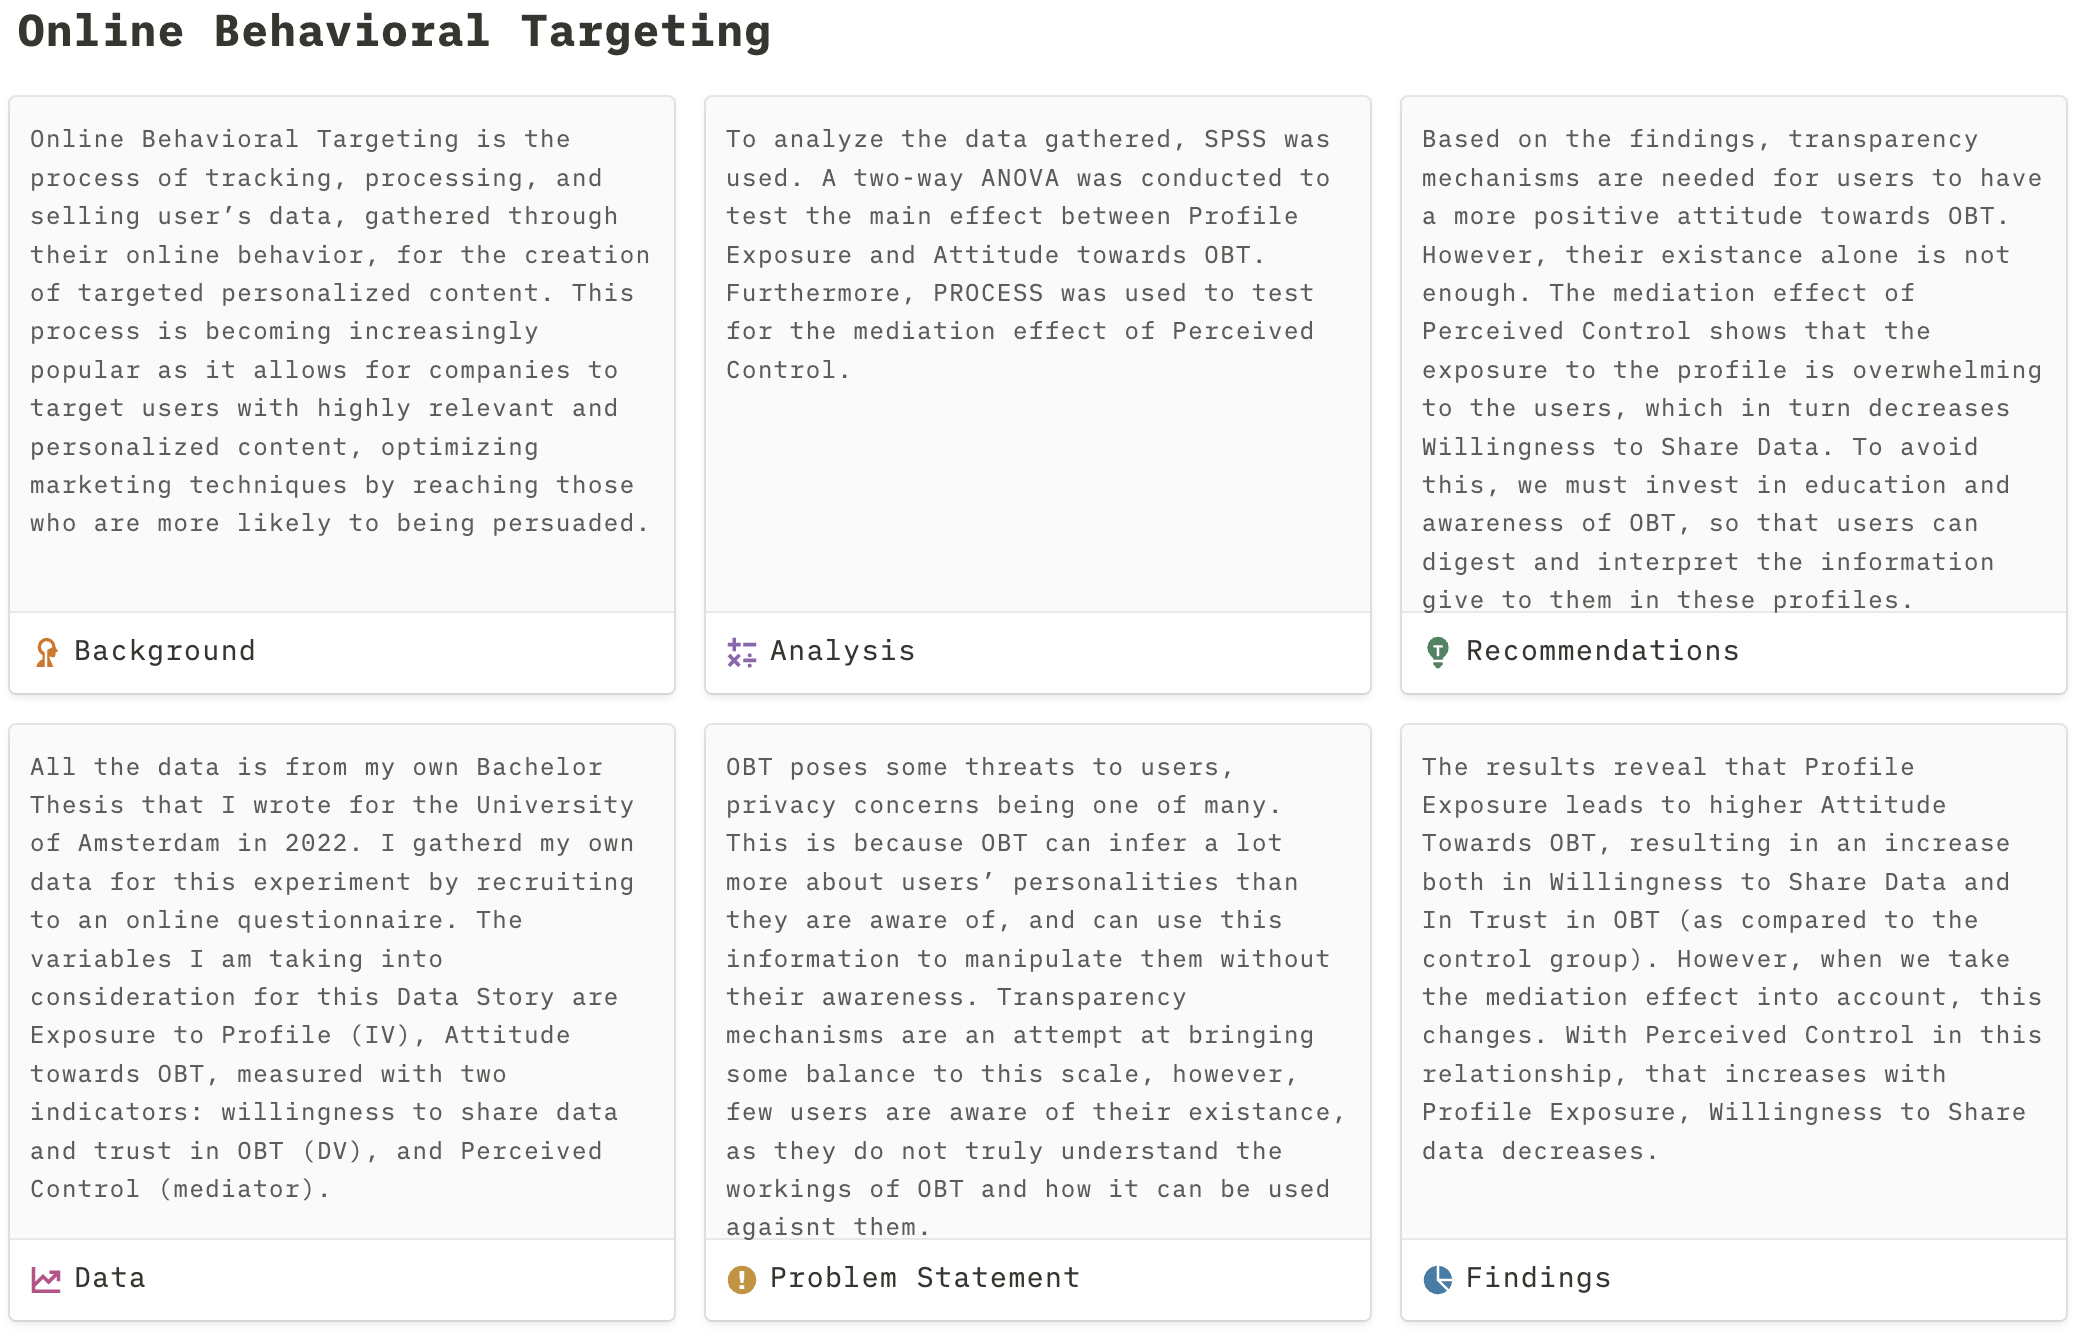 Online Behavioral Targeting
Online Behavioral Targeting is the
process of tracking, processing, and
selling user’s data, gathered through
their online behavior, for the creation
of targeted personalized content. This
process is becoming increasingly
popular as it allows for companies to
target users with highly relevant and
personalized content, optimizing
marketing techniques by reaching those
who are more likely to being persuaded.
Background
To analyze the data gathered, SPSS was
used. A two-way ANOVA was conducted to
test the main effect between Profile
Exposure and Attitude towards OBT.
Furthermore, PROCESS was used to test
for the mediation effect of Perceived
Control.
Analysis
Based on the findings, transparency
mechanisms are needed for users to have
a more positive attitude towards OBT.
However, their existance alone is not
enough. The mediation effect of
Perceived Control shows that the
exposure to the profile is overwhelming
to the users, which in turn decreases
Willingness to Share Data. To avoid
this, we must invest in education and
awareness of OBT, so that users can
digest and interpret the information
give to them in these profiles.
Recommendations
All the data is from my own Bachelor
Thesis that I wrote for the University
of Amsterdam in 2022. I gatherd my own
data for this experiment by recruiting
to an online questionnaire. The
variables I am taking into
consideration for this Data Story are
Exposure to Profile (IV), Attitude
towards OBT, measured with two
indicators: willingness to share data
and trust in OBT (DV), and Perceived
Control (mediator).
Data
OBT poses some threats to users,
privacy concerns being one of many.
This is because OBT can infer a lot
more about users’ personalities than
they are aware of, and can use this
information to manipulate them without
their awareness. Transparency
mechanisms are an attempt at bringing
some balance to this scale, however,
few users are aware of their existance,
as they do not truly understand the
workings of OBT and how it can be used
agaisnt them.
Problem Statement
The results reveal that Profile
Exposure leads to higher Attitude
Towards OBT, resulting in an increase
both in Willingness to Share Data and
In Trust in OBT (as compared to the
control group). However, when we take
the mediation effect into account, this
changes. With Perceived Control in this
relationship, that increases with
Profile Exposure, Willingness to Share
data decreases.
Findings